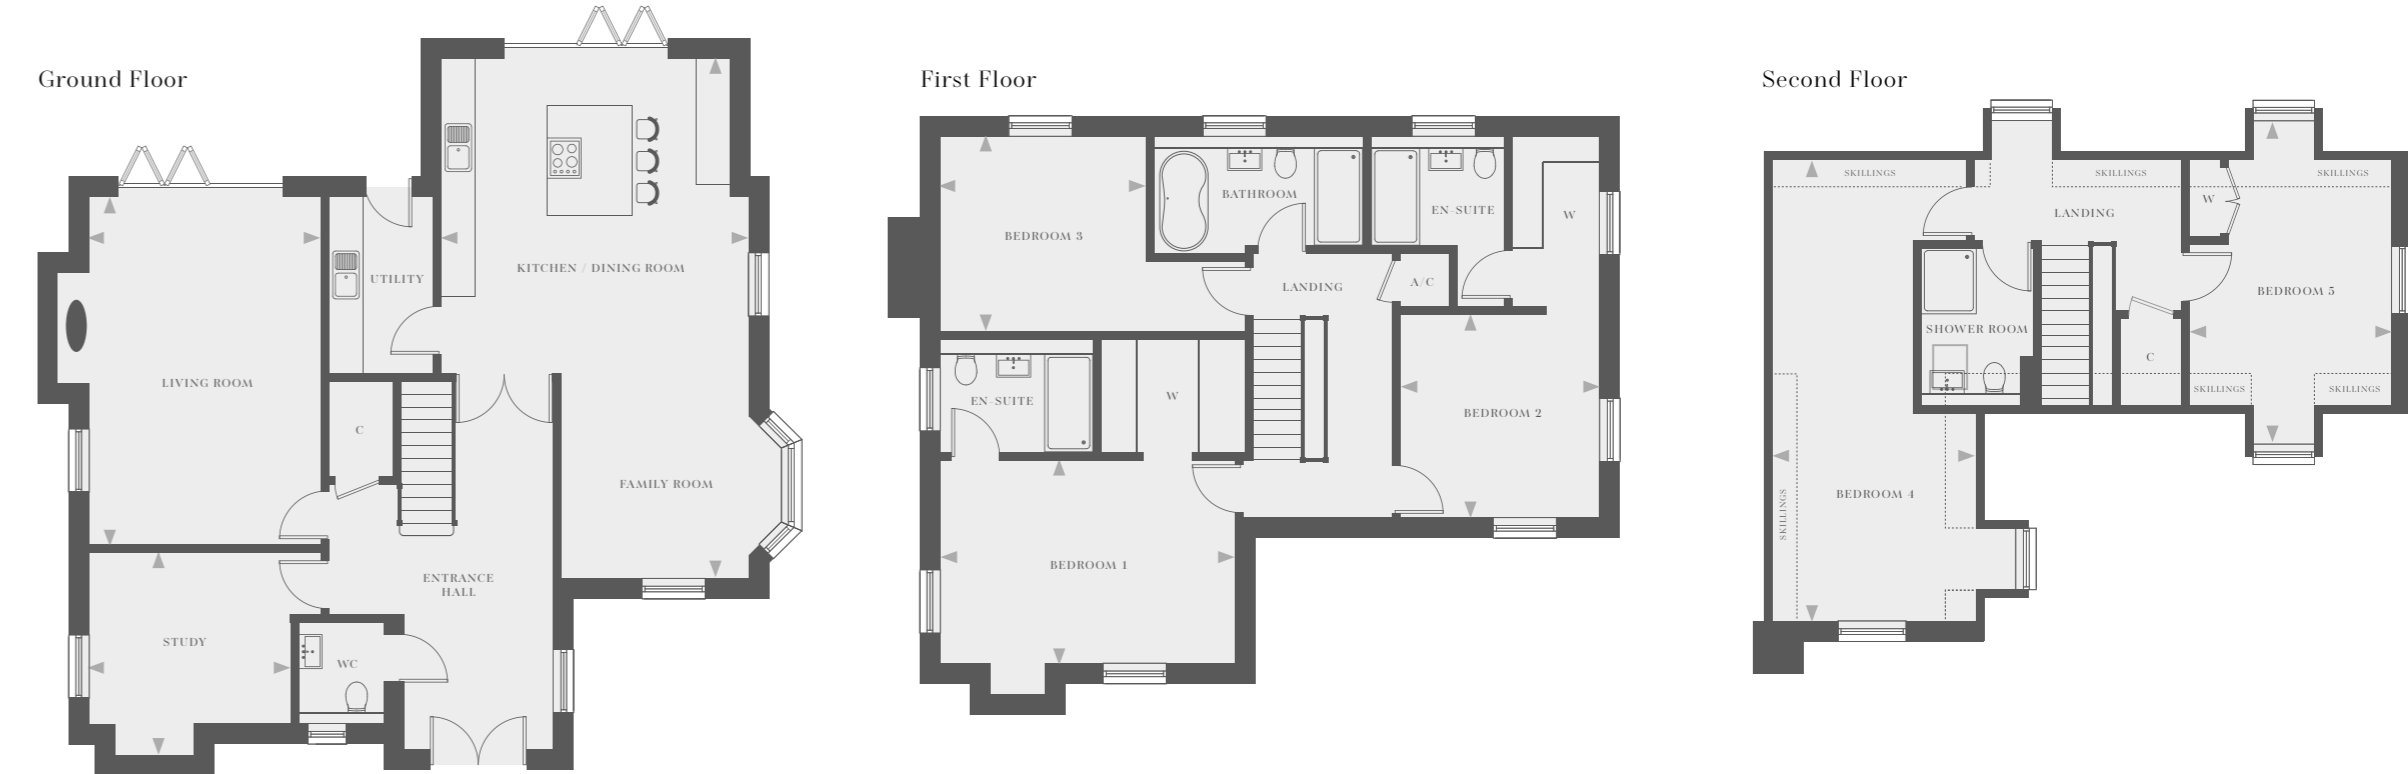 Ground Floor
LIVING ROOM
UTILITY
KITCHEN / DINING ROOM
C
FAMILY ROOM
ENTRANCE
HALL
STUDY
WC
First Floor
BEDROOM 3
BATHROOM
EN-SUITE
W
LANDING
A/C
EN-SUITE
W
BEDROOM 2
BEDROOM 1
Second Floor
SKILLINGS
SKILLINGS
SKILLINGS
W
LANDING
BEDROOM 5
SHOWER ROOM
C
SKILLINGS
SKILLINGS
BEDROOM 4
SKILLINGS